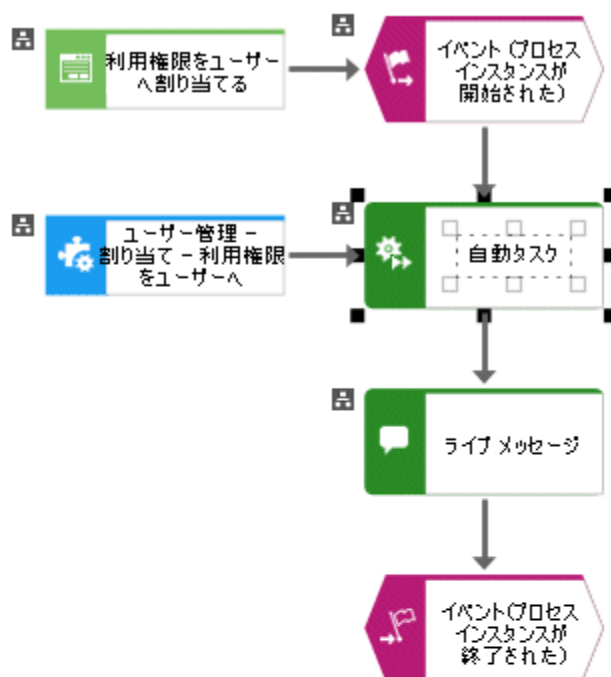 利用権限をユーザー
へ割り当てる
イベント (プロセス
インスタンスが
開始された)
ユーザー管理 –
割り当て – 利用権限
をユーザーへ
自動タスク
ライブ メッセージ
イベント(プロセス
インスタンスが
終了された)